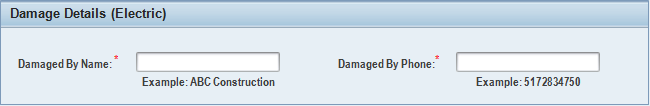 Damage Details (Electric)
Damaged By Name:* Damaged By Phone:*
Example: ABC Construction Example: 5172834750